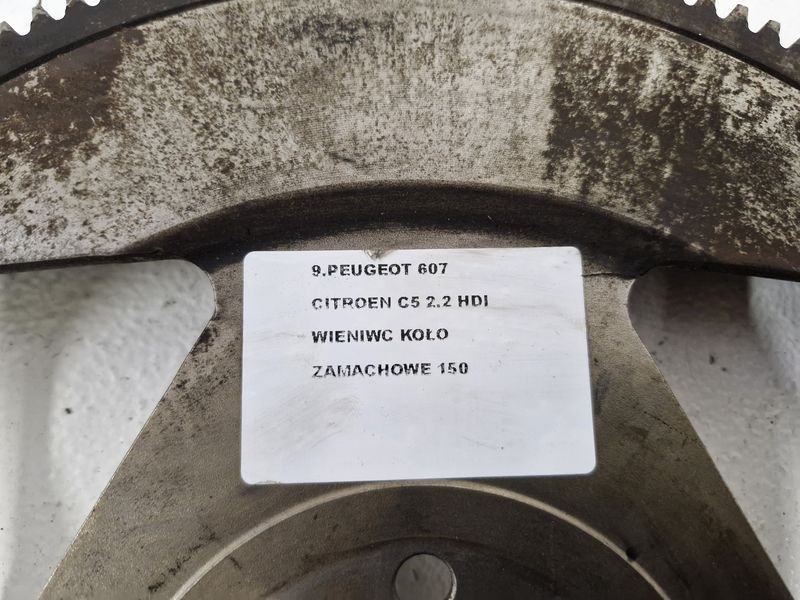 9.PEUGEOT 607
CITROEN C5 2.2 HDI
WIENIWC KOŁO
ZAMACHOWE 150